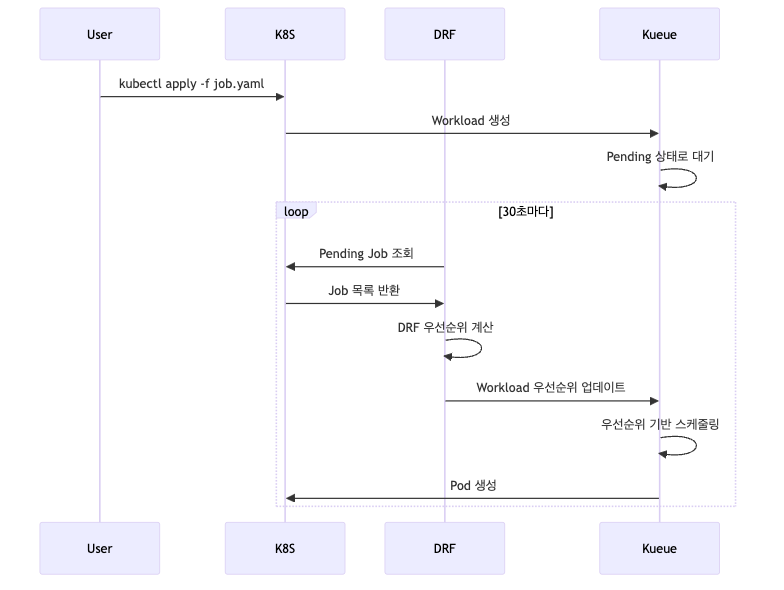 User K8S DRF Kueue
kubectl apply -f job.yaml
Workload 생성
Pending 상태로 대기
loop [30초마다]
Pending Job 조회
Job 목록 반환
DRF 우선순위 계산
Workload 우선순위 업데이트
우선순위 기반 스케줄링
Pod 생성
User K8S DRF Kueue